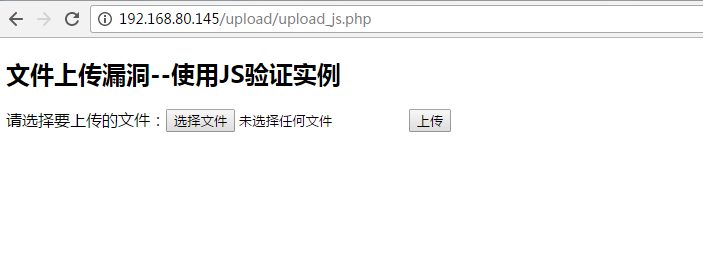 192.168.80.145/upload/upload_js.php
文件上传漏洞--使用JS验证实例
请选择要上传的文件：选择文件 未选择任何文件 上传